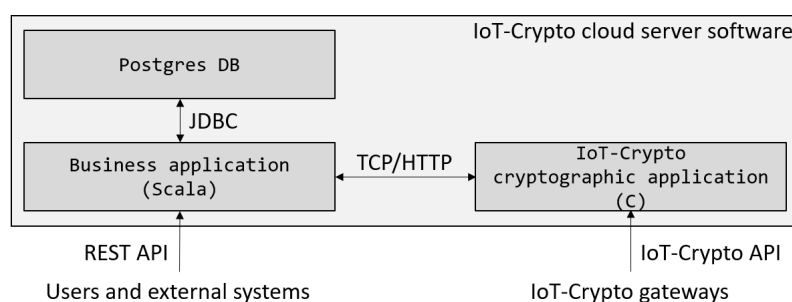 IoT-Crypto cloud server software
Postgres DB
JDBC
Business application
(Scala)
TCP/HTTP
IoT-Crypto
cryptographic application
(C)
REST API
IoT-Crypto API
Users and external systems
IoT-Crypto gateways